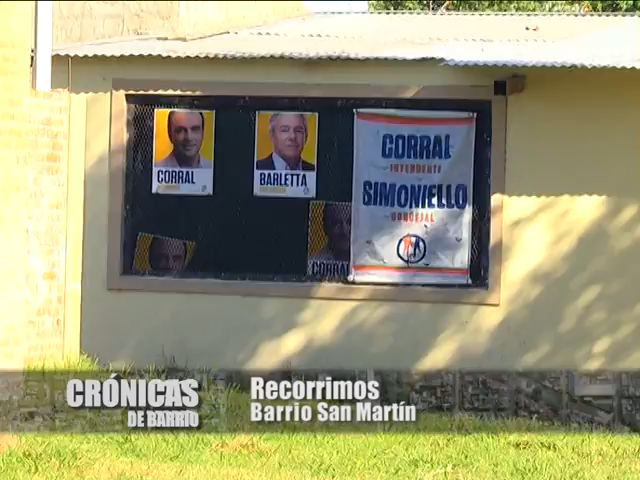 CORRAL
BARLETTA
CORRAL
INTENDENTE
SIMONIELLO
CONCEJAL
CORRAL
CRÓNICAS
DE BARRIO
Recorrimos
Barrio San Martín